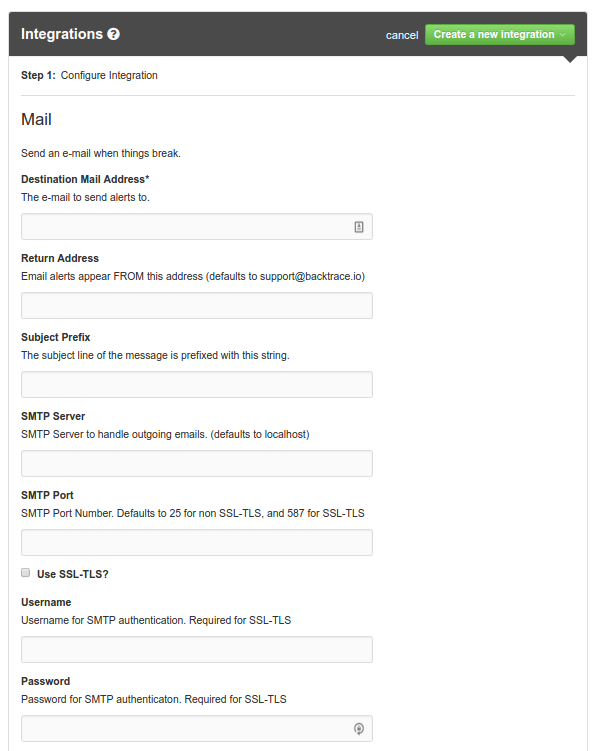 Integrations ?
cancel
Create a new integration
Step 1: Configure Integration
Mail
Send an e-mail when things break.
Destination Mail Address*
The e-mail to send alerts to.
Return Address
Email alerts appear FROM this address (defaults to support@backtrace.io)
Subject Prefix
The subject line of the message is prefixed with this string.
SMTP Server
SMTP Server to handle outgoing emails. (defaults to localhost)
SMTP Port
SMTP Port Number. Defaults to 25 for non SSL-TLS, and 587 for SSL-TLS
Use SSL-TLS?
Username
Username for SMTP authentication. Required for SSL-TLS
Password
Password for SMTP authenticaton. Required for SSL-TLS